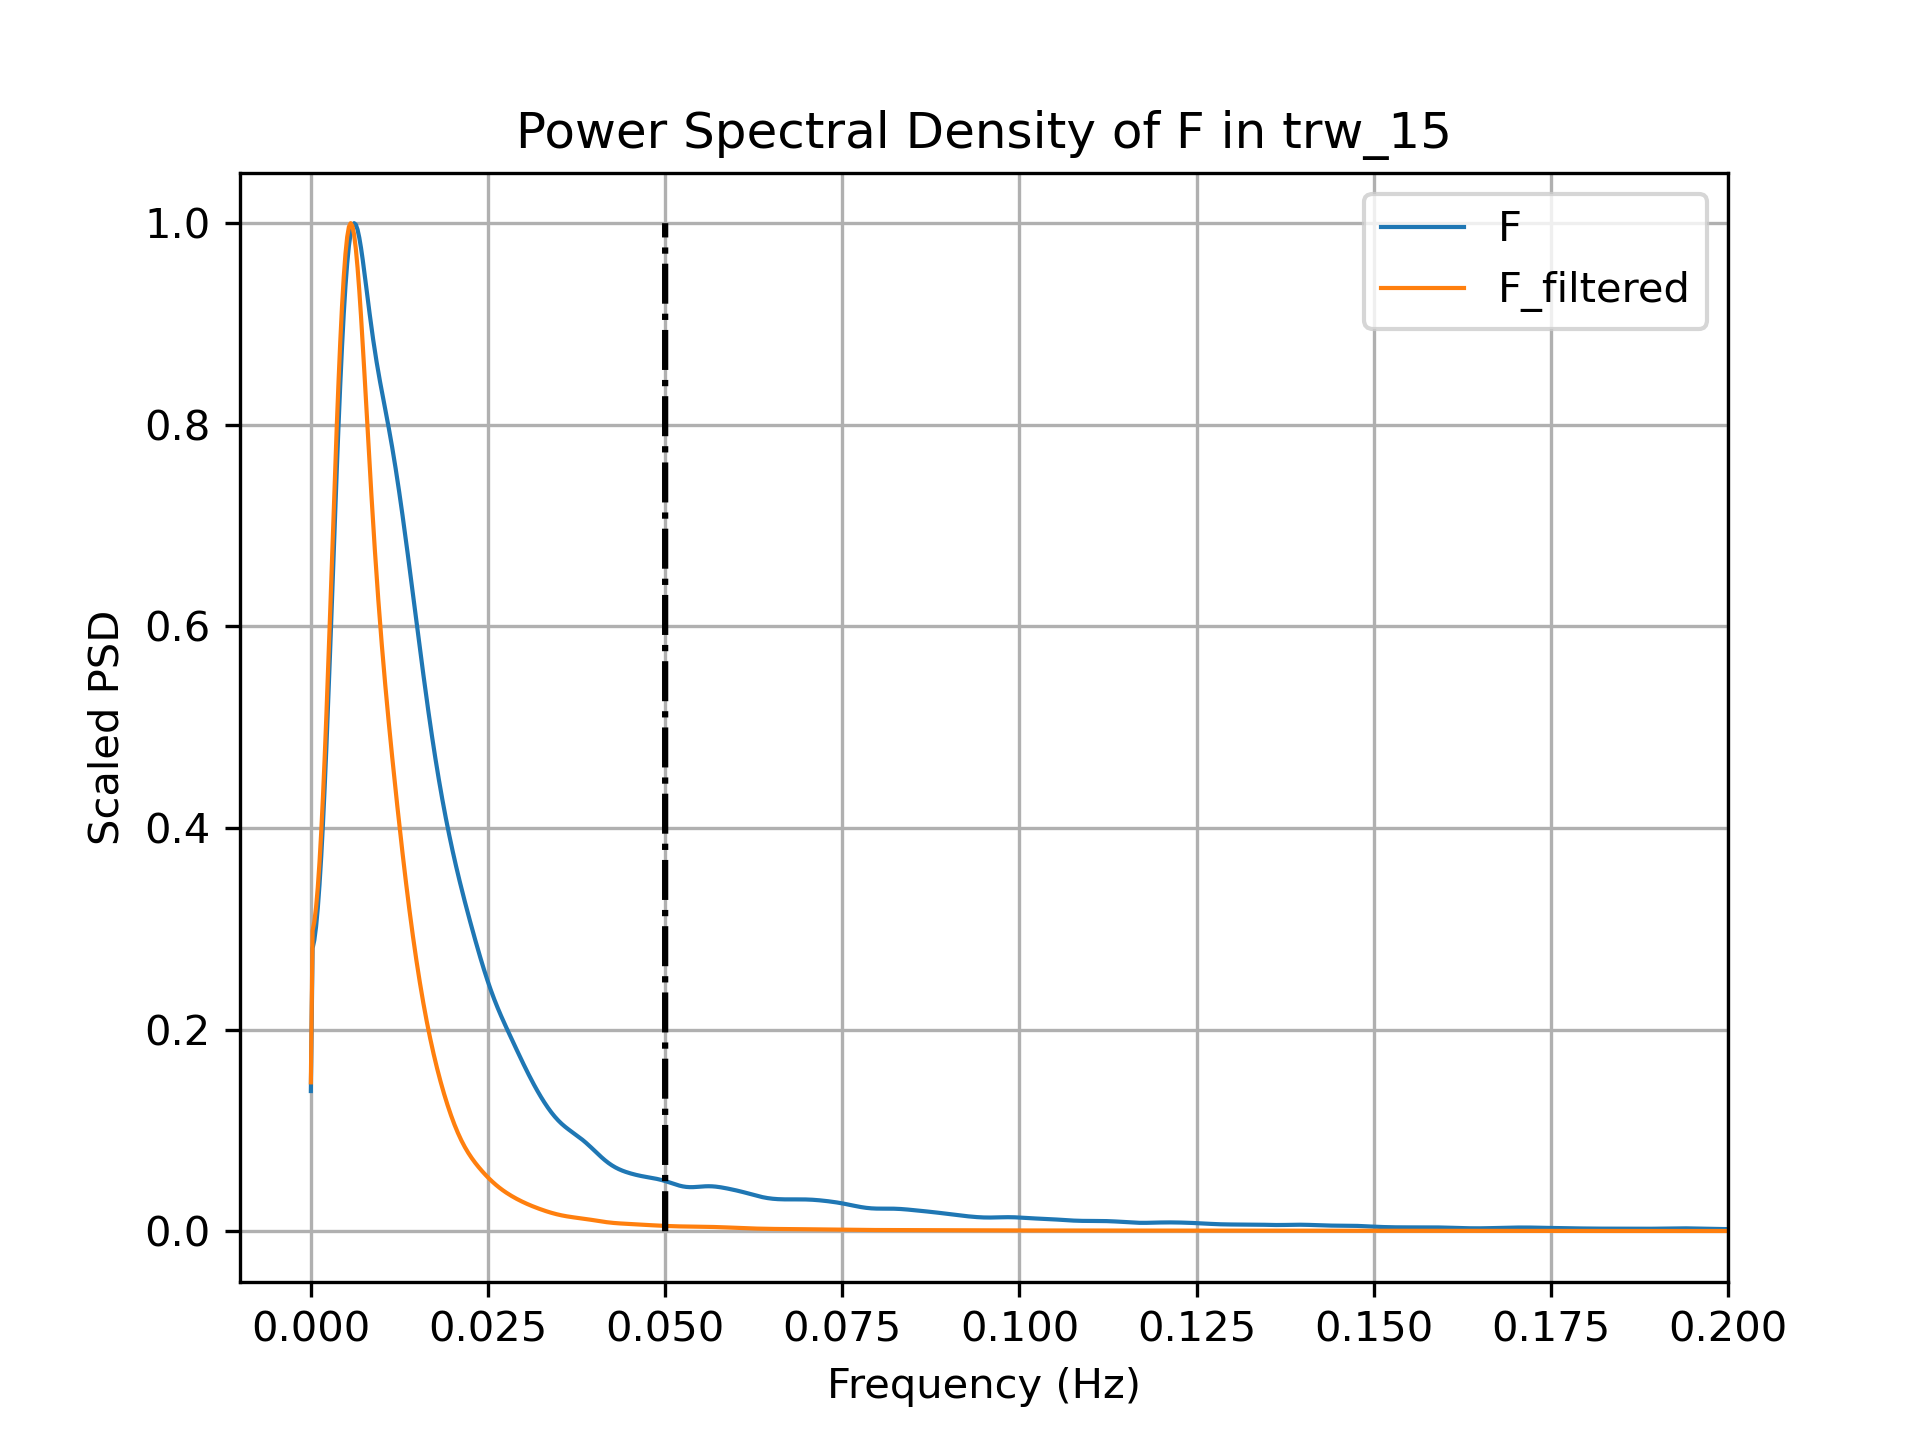 Power Spectral Density of F in trw_15
F
F_filtered
1.0
0.8
0.6
0.4
0.2
0.0
Scaled PSD
0.000 0.025 0.050 0.075 0.100 0.125 0.150 0.175 0.200
Frequency (Hz)